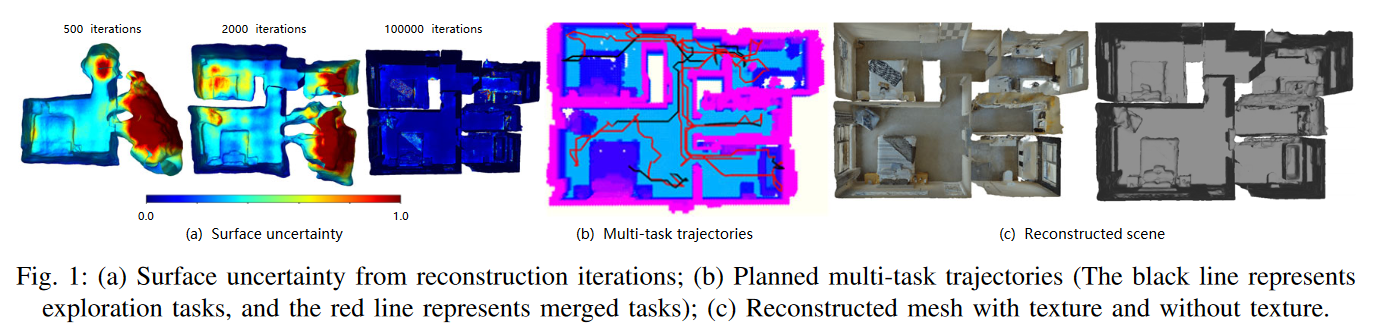 500 iterations
2000 iterations
100000 iterations
0.0
1.0
(a) Surface uncertainty
(b) Multi-task trajectories
(c) Reconstructed scene
Fig. 1: (a) Surface uncertainty from reconstruction iterations; (b) Planned multi-task trajectories (The black line represents
exploration tasks, and the red line represents merged tasks); (c) Reconstructed mesh with texture and without texture.